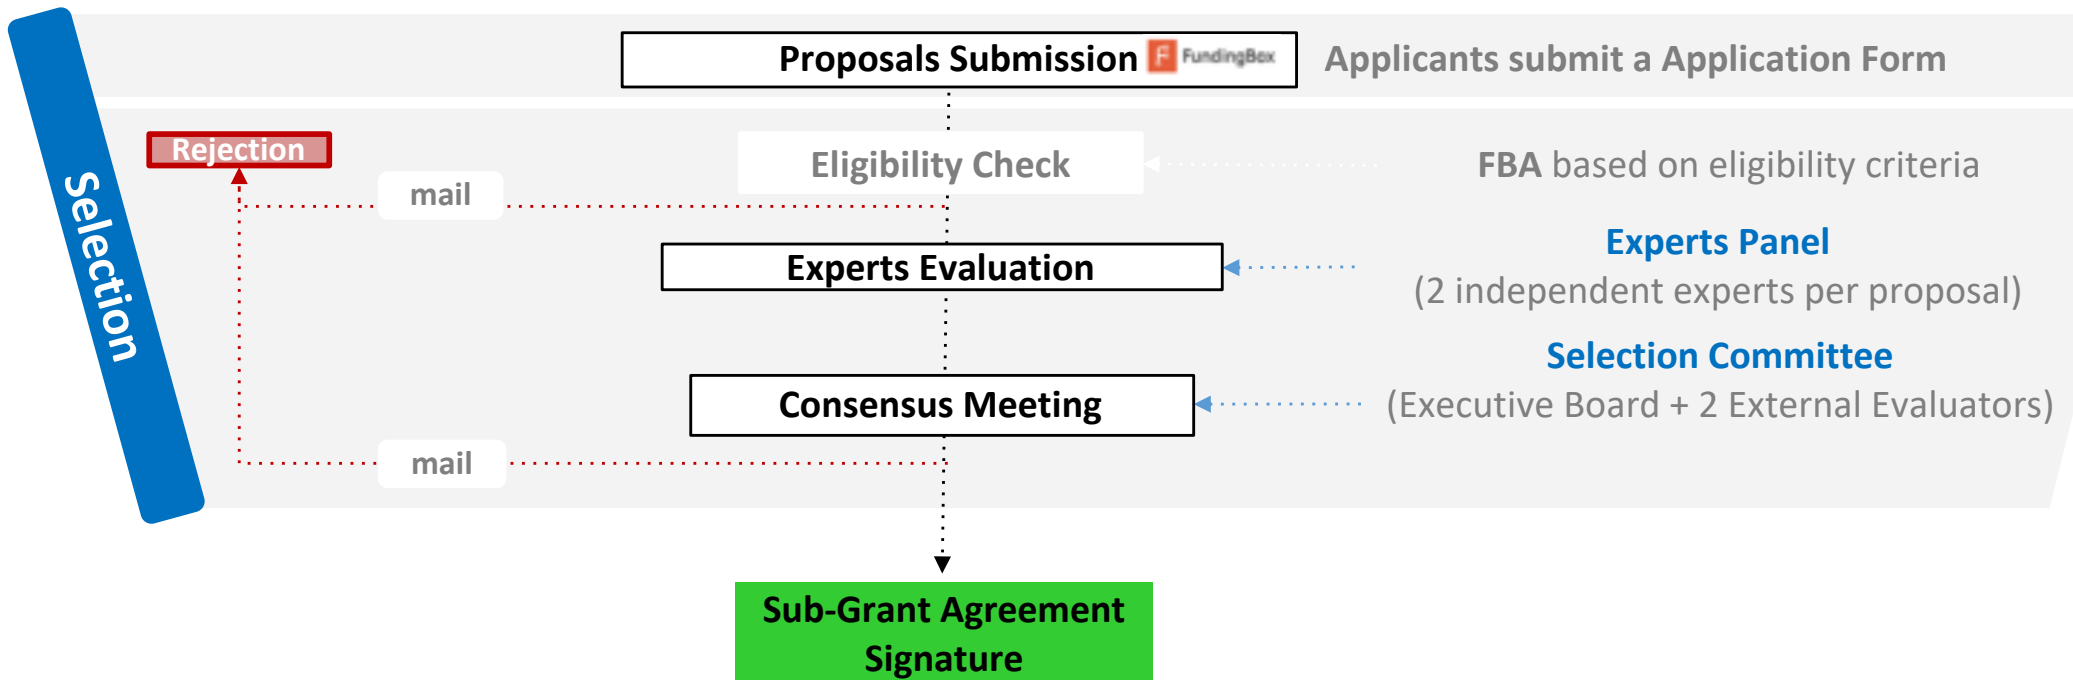 Proposals Submission F FundingBox Applicants submit a Application Form
Selection
Rejection
Eligibility Check
FBA based on eligibility criteria
mail
Experts Evaluation
Experts Panel
(2 independent experts per proposal)
Consensus Meeting
Selection Committee
(Executive Board + 2 External Evaluators)
mail
Sub-Grant Agreement
Signature